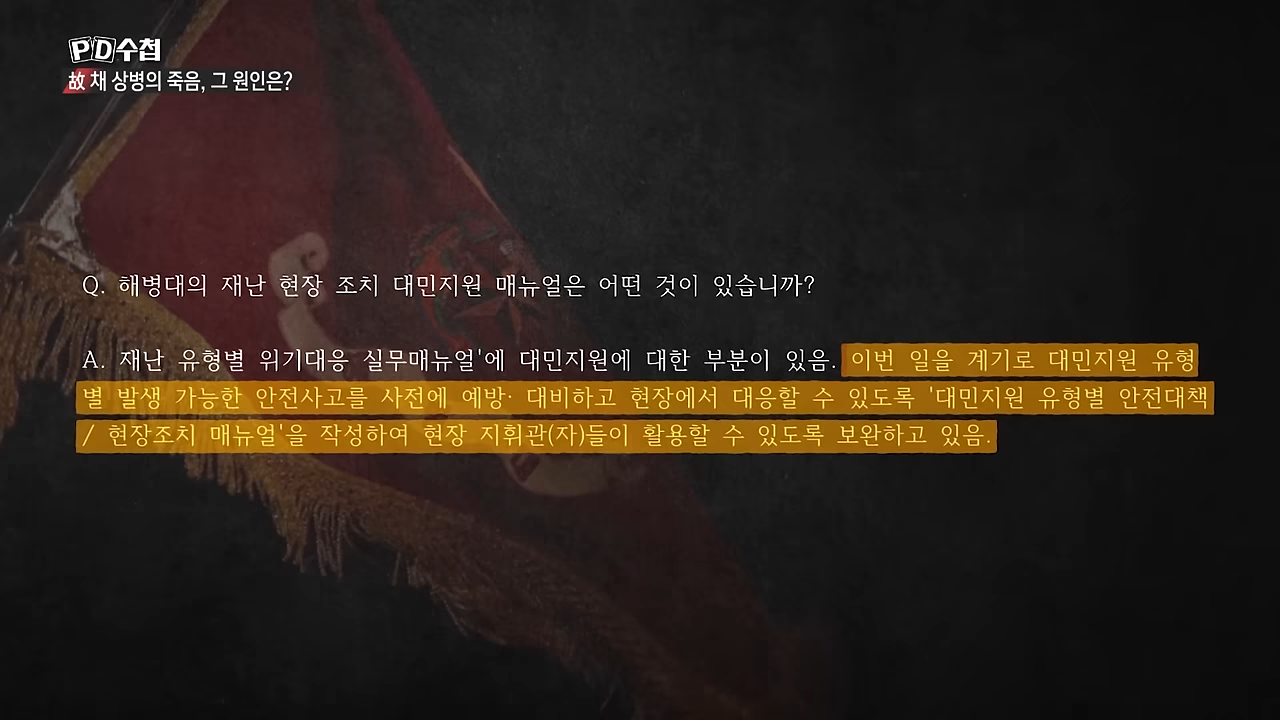 PD수첩
故 채 상병의 죽음, 그 원인은?
Q. 해병대의 재난 현장 조치 대민지원 매뉴얼은 어떤 것이 있습니까?
A. 재난 유형별 위기대응 실무매뉴얼'에 대민지원에 대한 부분이 있음. 이번 일을 계기로 대민지원 유형
별 발생 가능한 안전사고를 사전에 예방· 대비하고 현장에서 대응할 수 있도록 '대민지원 유형별 안전대책
/ 현장조치 매뉴얼'을 작성하여 현장 지휘관(자)들이 활용할 수 있도록 보완하고 있음.